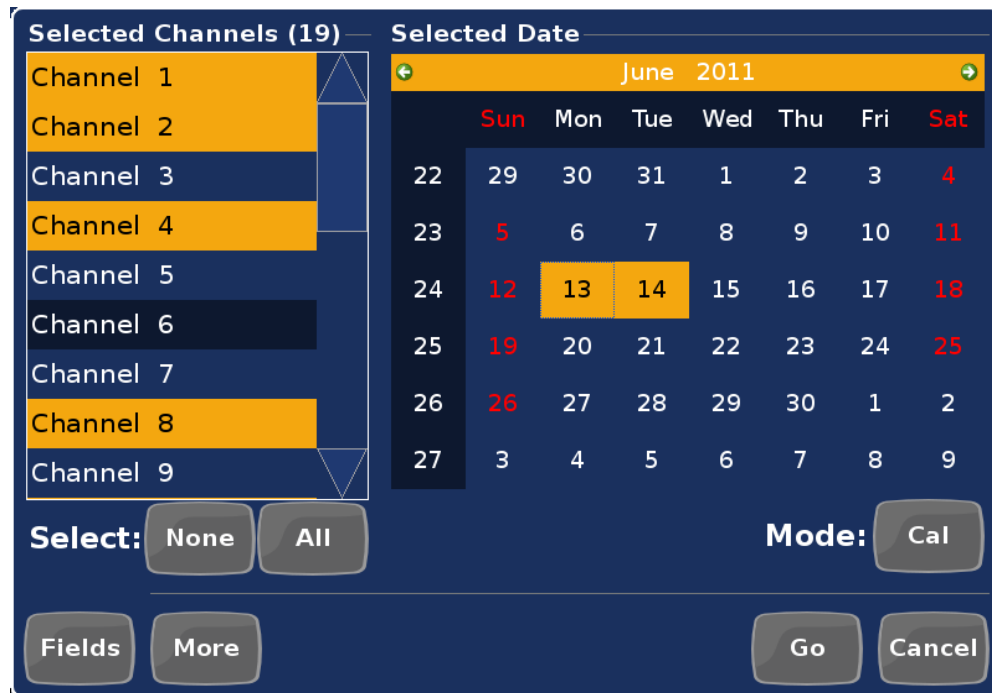 Selected Channels (19)
Channel 1
Channel 2
Channel 3
Channel 4
Channel 5
Channel 6
Channel 7
Channel 8
Channel 9
Select: None All
Selected Date
June 2011
Sun Mon Tue Wed Thu Fri Sat
22 29 30 31 1 2 3 4
23 5 6 7 8 9 10 11
24 12 13 14 15 16 17 18
25 19 20 21 22 23 24 25
26 26 27 28 29 30 1 2
27 3 4 5 6 7 8 9
Mode: Cal
Fields More Go Cancel